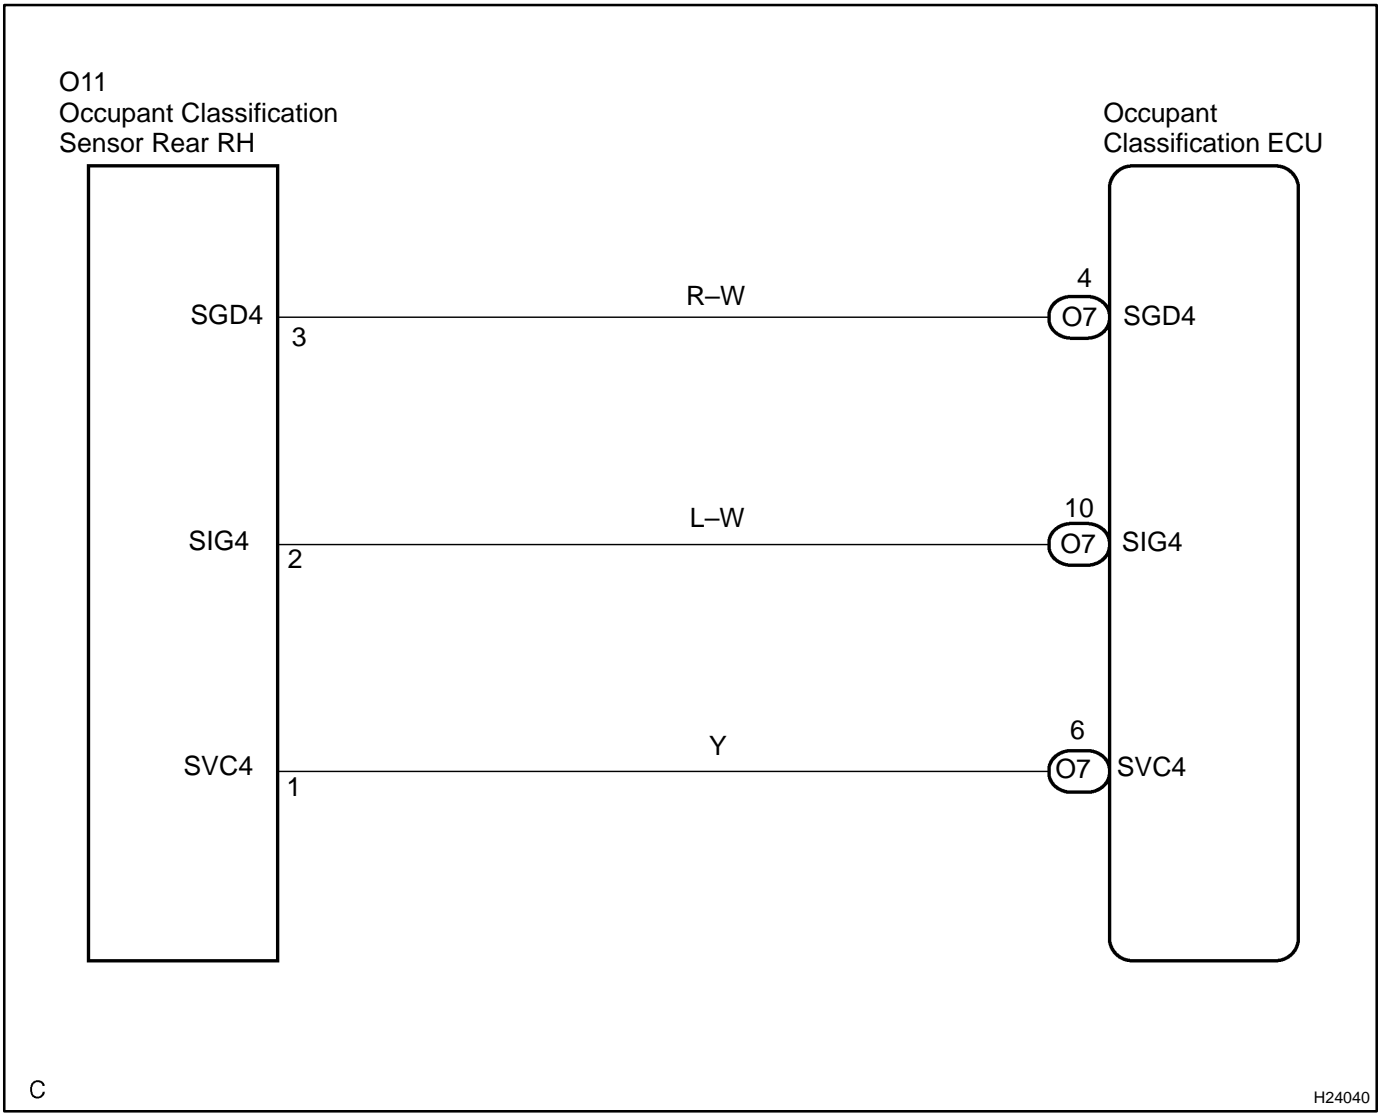 O11
Occupant Classification
Sensor Rear RH
Occupant
Classification ECU
SGD4
3
R–W
4
O7
SGD4
SIG4
2
L–W
10
O7
SIG4
SVC4
1
Y
6
O7
SVC4
C
H24040